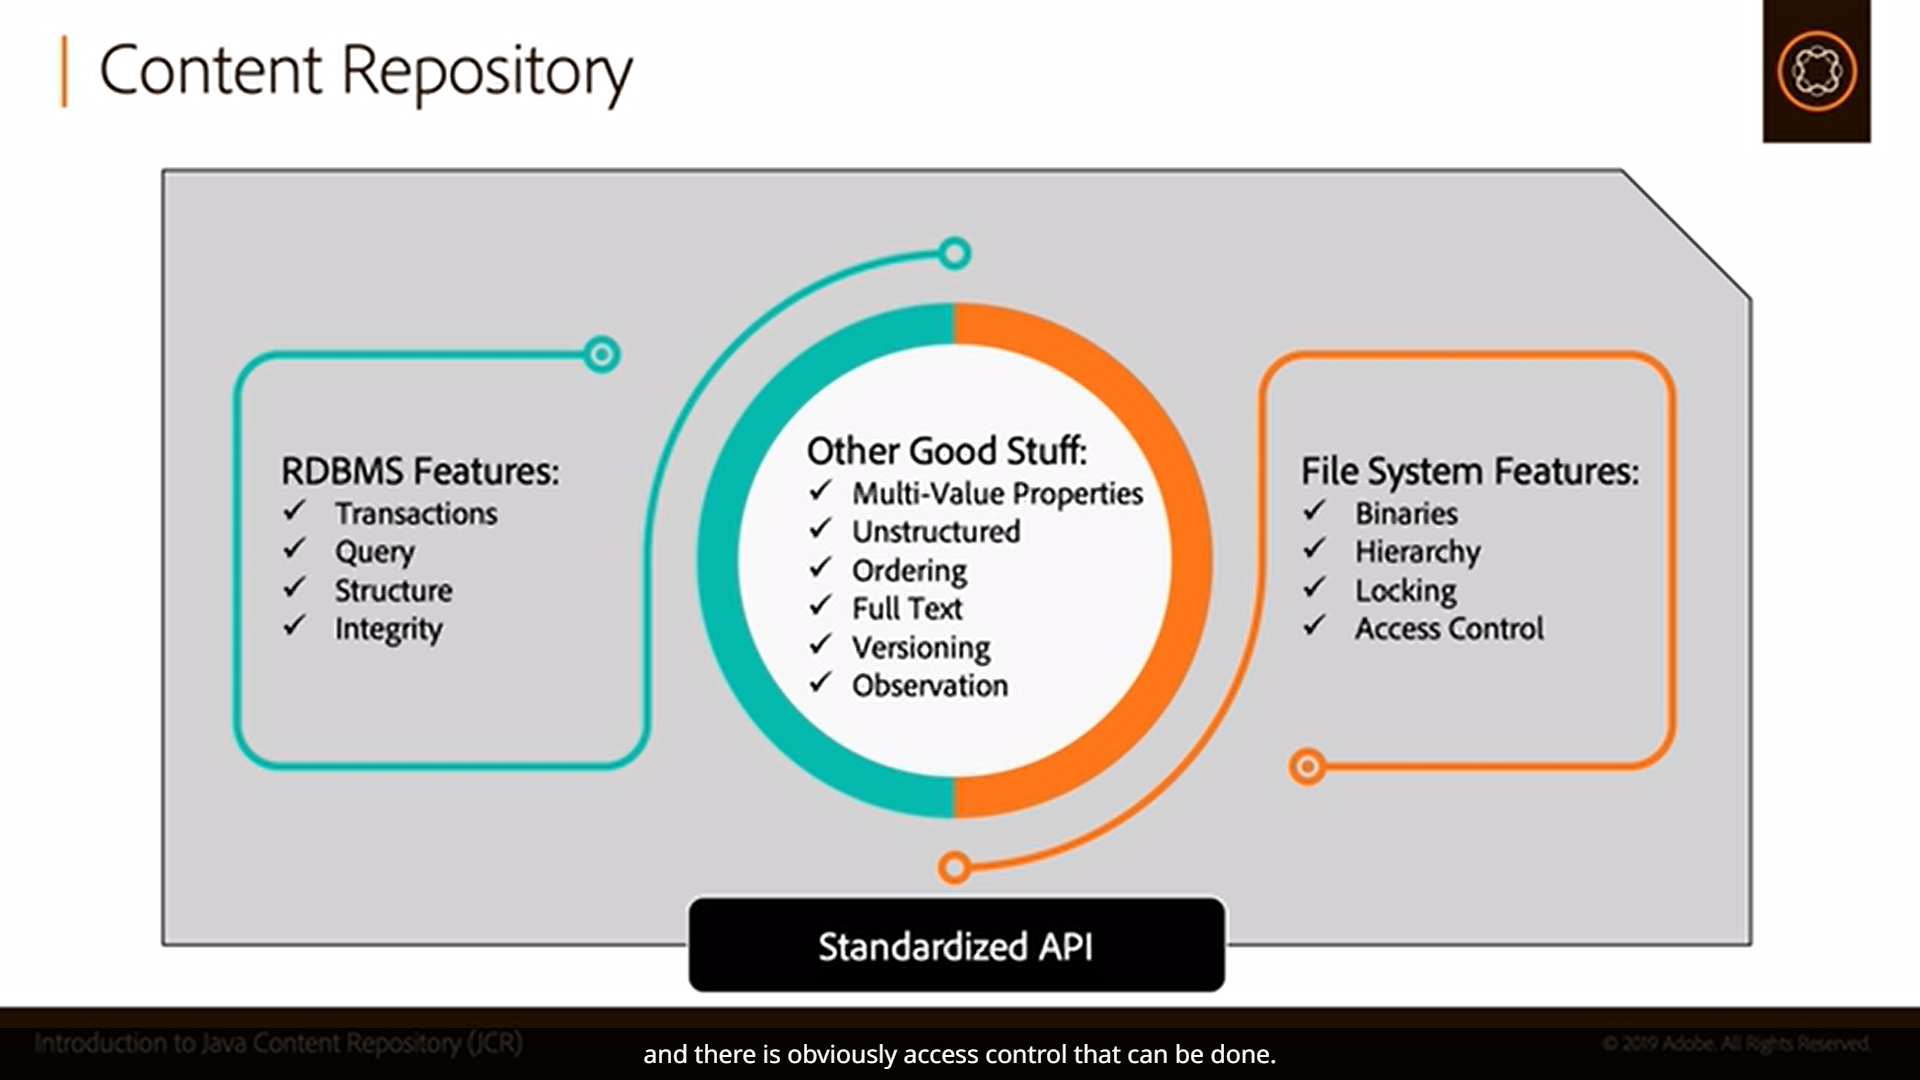 Content Repository
RDBMS Features:
✓ Transactions
✓ Query
✓ Structure
✓ Integrity
Other Good Stuff:
✓ Multi-Value Properties
✓ Unstructured
✓ Ordering
✓ Full Text
✓ Versioning
✓ Observation
File System Features:
✓ Binaries
✓ Hierarchy
✓ Locking
✓ Access Control
Standardized API
Introduction to Java Content Repository (JCR)
© 2019 Adobe. All Rights Reserved.
and there is obviously access control that can be done.